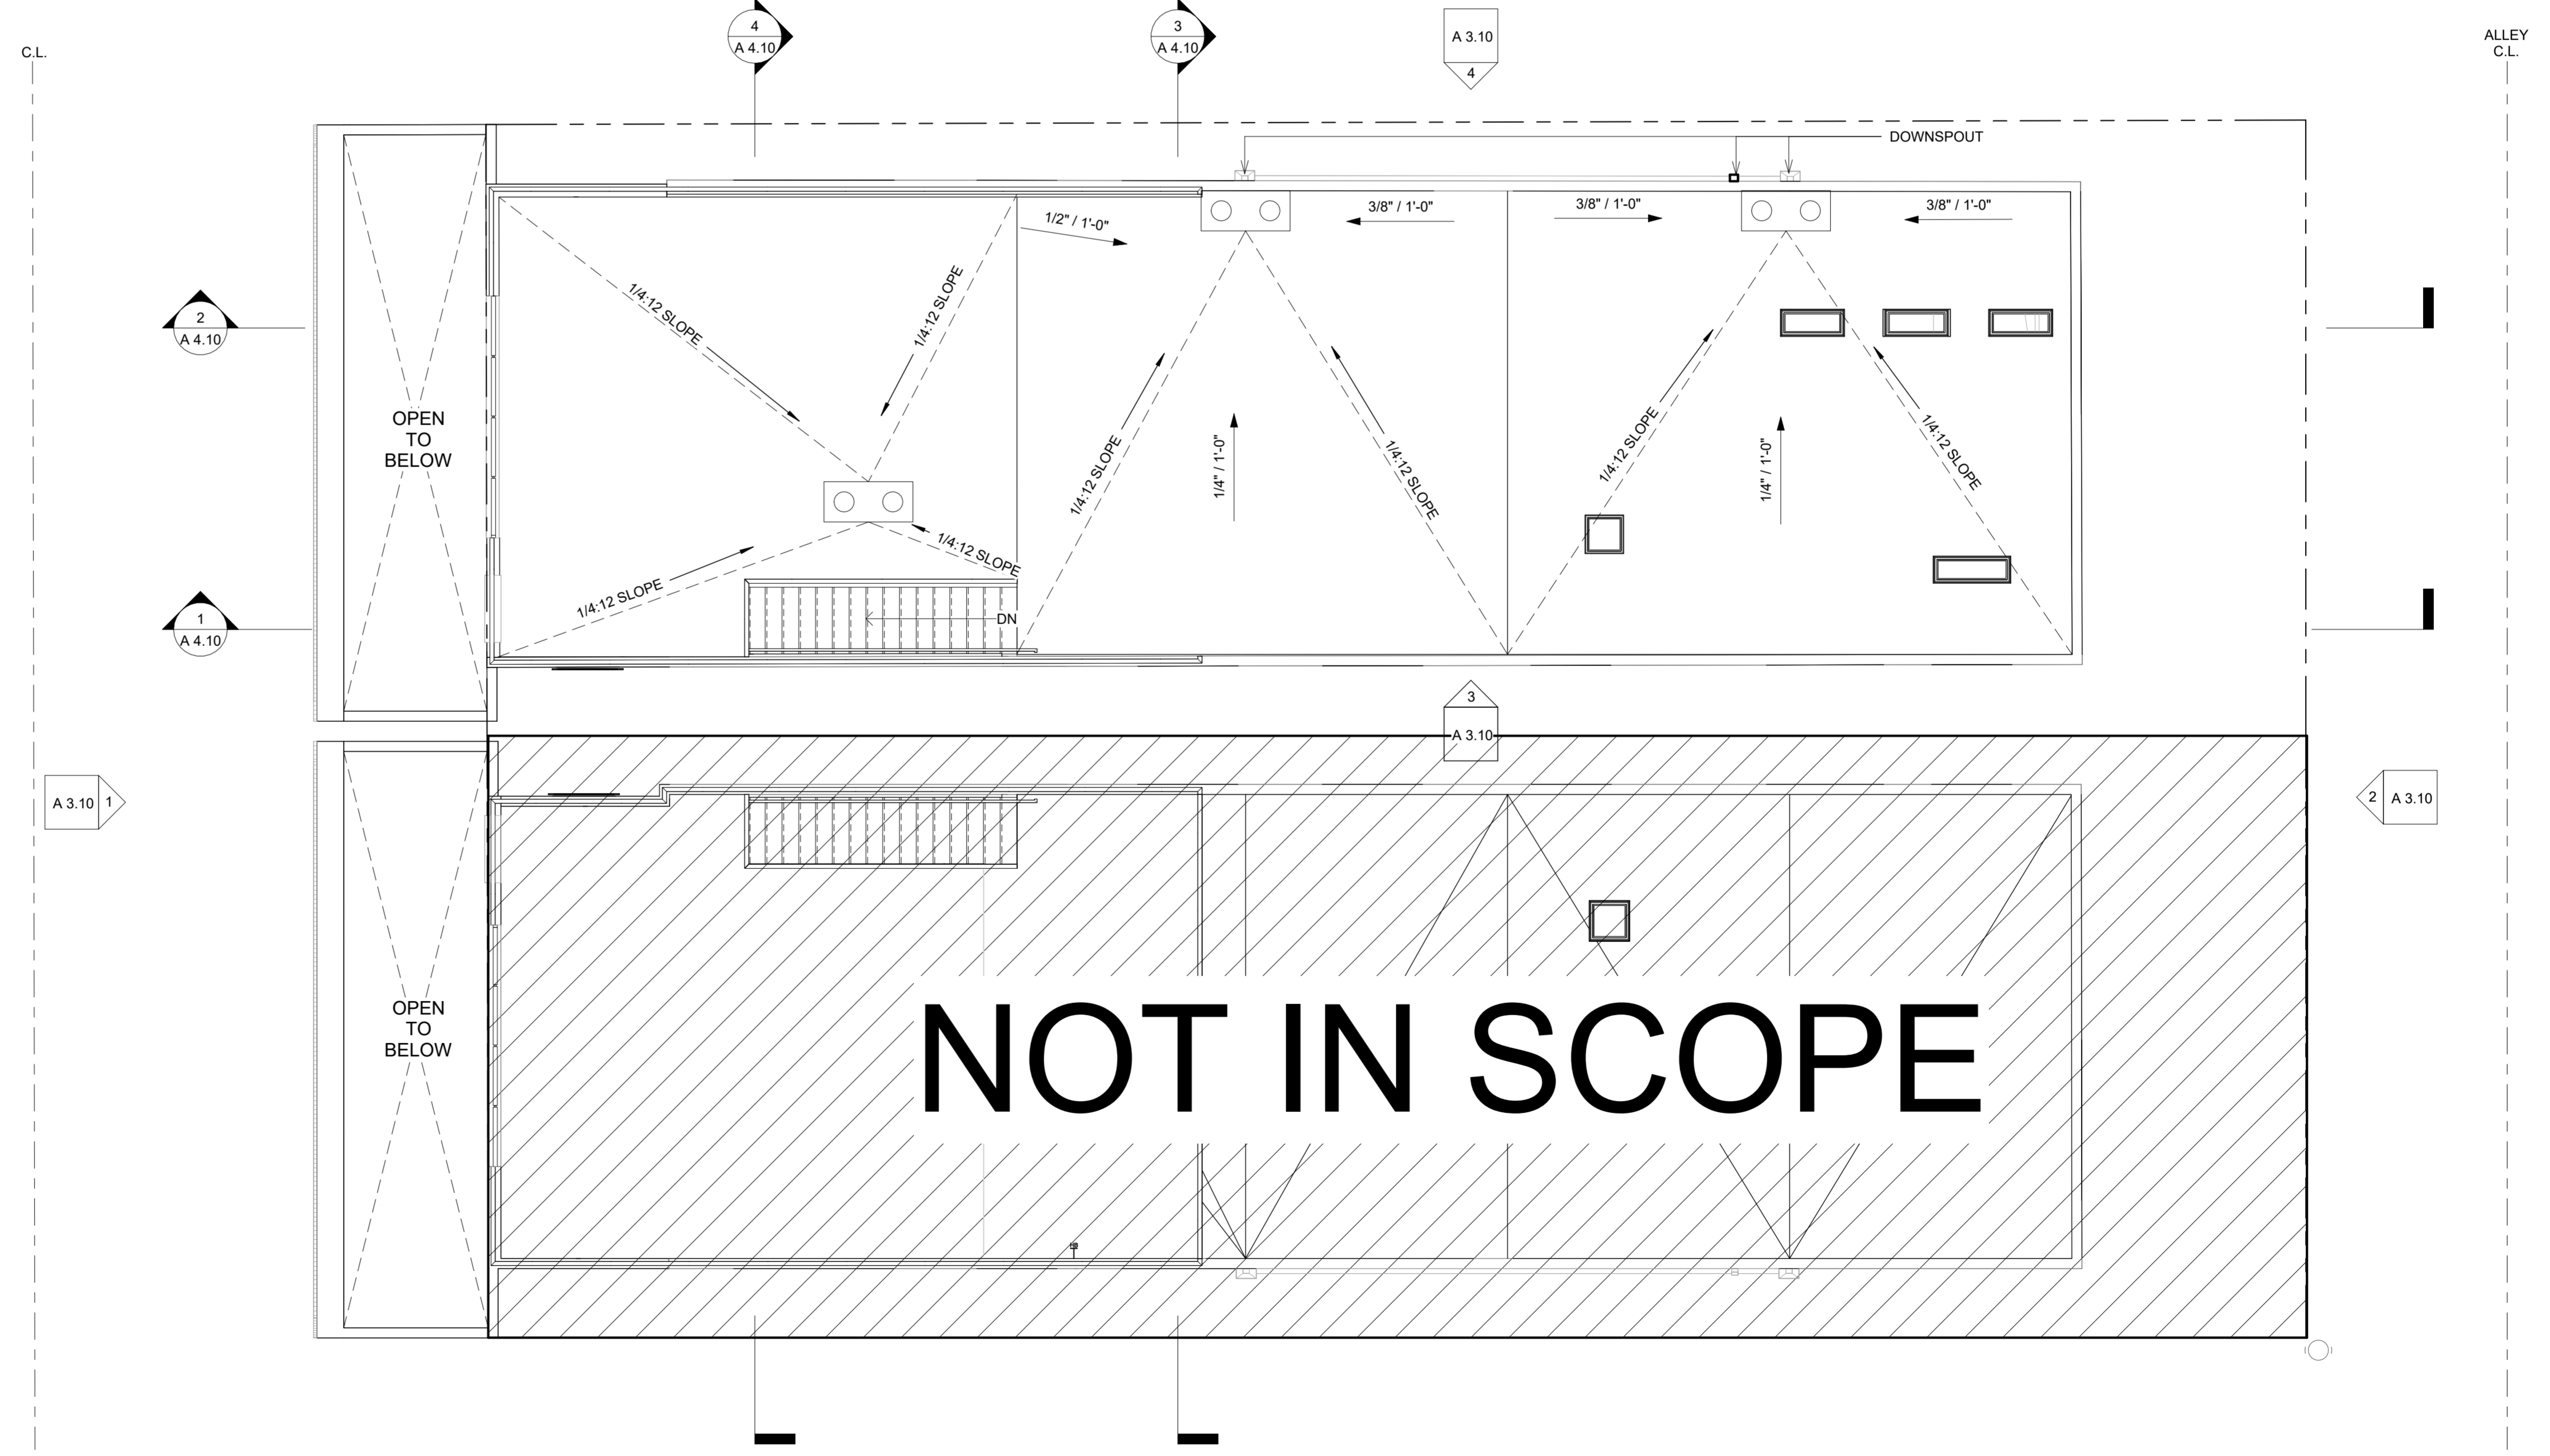 4
A 4.10
3
A 4.10
A 3.10
4
C.L.
ALLEY
C.L.
DOWNSPOUT
1/2" / 1'-0"
3/8" / 1'-0"
3/8" / 1'-0"
3/8" / 1'-0"
1/4:12 SLOPE
1/4:12 SLOPE
2
A 4.10
OPEN
TO
BELOW
1/4:12 SLOPE
1/4" / 1'-0"
1/4:12 SLOPE
1/4:12 SLOPE
1/4" / 1'-0"
1/4:12 SLOPE
1/4:12 SLOPE
1/4:12 SLOPE
DN
1
A 4.10
3
A 3.10
A 3.10
1
2
A 3.10
OPEN
TO
BELOW
NOT IN SCOPE